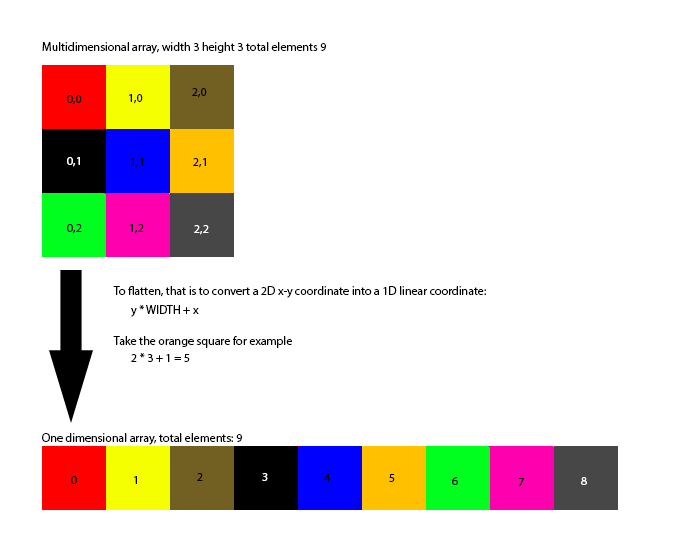 Multidimensional array, width 3 height 3 total elements 9
0,0 1,0 2,0
0,1 1,1 2,1
0,2 1,2 2,2
To flatten, that is to convert a 2D x-y coordinate into a 1D linear coordinate:
y * WIDTH + x
Take the orange square for example
2 * 3 + 1 = 5
One dimensional array, total elements: 9
0 1 2 3 4 5 6 7 8